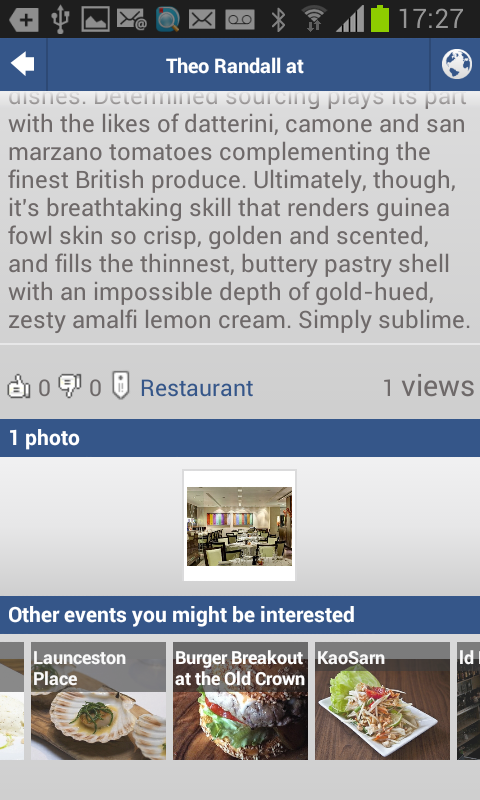 17:27
Theo Randall at
dishes. Determined sourcing plays its part
with the likes of datterini, camone and san
marzano tomatoes complementing the
finest British produce. Ultimately, though,
it's breathtaking skill that renders guinea
fowl skin so crisp, golden and scented,
and fills the thinnest, buttery pastry shell
with an impossible depth of gold-hued,
zesty amalfi lemon cream. Simply sublime.
0 0 Restaurant 1 views
1 photo
Other events you might be interested
Launceston
Place
Burger Breakout
at the Old Crown
KaoSarn
ld